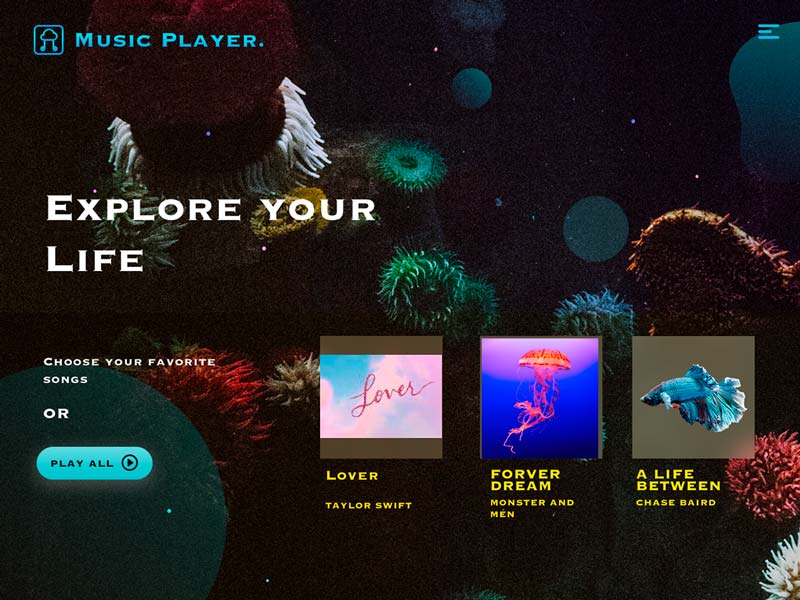 Music Player.
Explore your
Life
Choose your favorite
songs
OR
PLAY ALL
Lover
Lover
TAYLOR SWIFT
FORVER
DREAM
MONSTER AND
MEN
A LIFE
BETWEEN
CHASE BAIRD